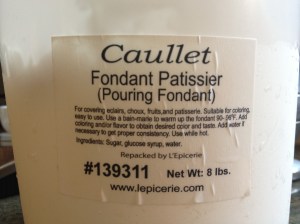 Caullet
Fondant Patissier
(Pouring Fondant)
For covering eclairs, choux, fruits, and patisserie. Suitable for coloring,
easy to use. Use a bain-marie to warm up the fondant 90-96°F. Add
coloring and/or flavor to obtain desired color and taste. Add water if
necessary to get proper consistency. Use while hot.
Ingredients: Sugar, glucose syrup, water.
Repacked by L'Epicerie
#139311 Net Wt: 8 lbs.
www.lepicerie.com